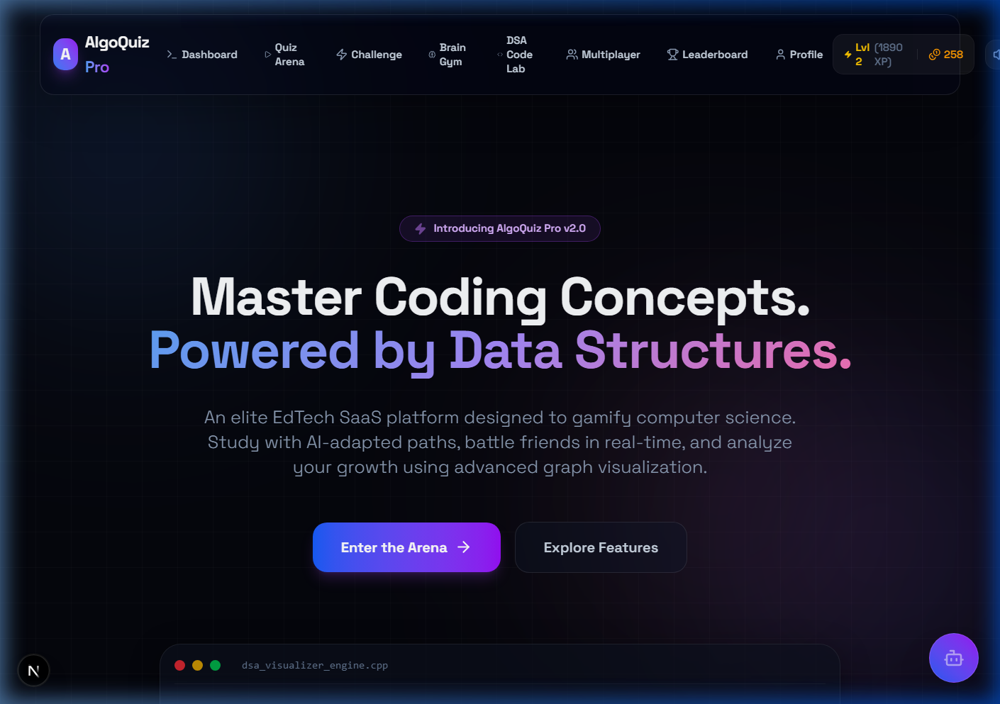 A
AlgoQuiz
Pro
Dashboard
Quiz
Arena
Challenge
Brain
Gym
DSA
Code
Lab
Multiplayer
Leaderboard
Profile
Lvl
2
(1890
XP)
258
Introducing AlgoQuiz Pro v2.0
Master Coding Concepts.
Powered by Data Structures.
An elite EdTech SaaS platform designed to gamify computer science.
Study with AI-adapted paths, battle friends in real-time, and analyze
your growth using advanced graph visualization.
Enter the Arena
Explore Features
dsa_visualizer_engine.cpp
N